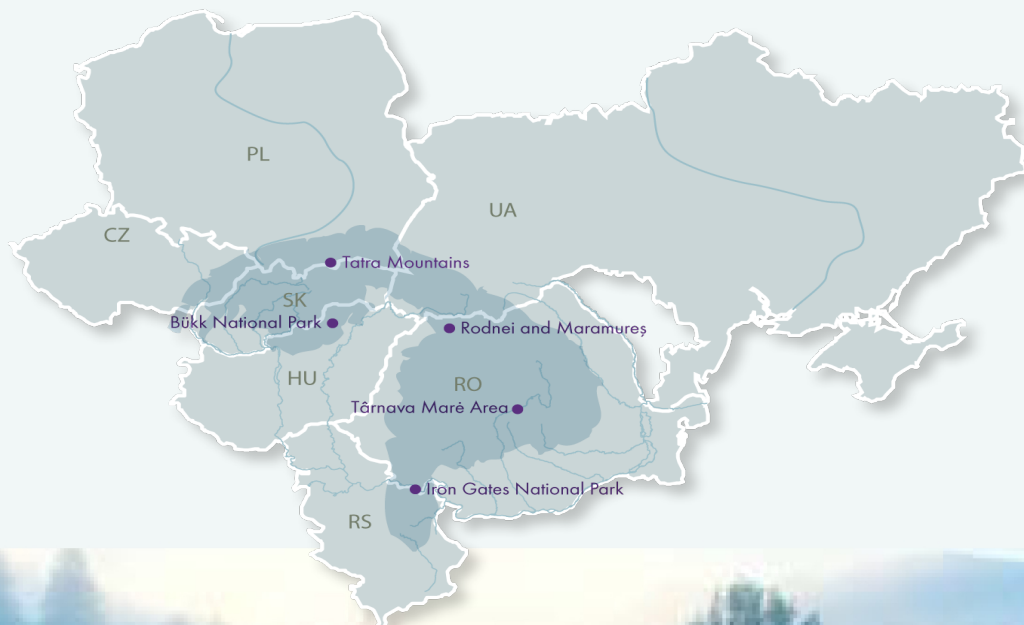 PL
UA
CZ
Tatra Mountains
SK
Bükk National Park
Rodnei and Maramureș
HU
RO
Târnava Marė Area
Iron Gates National Park
RS